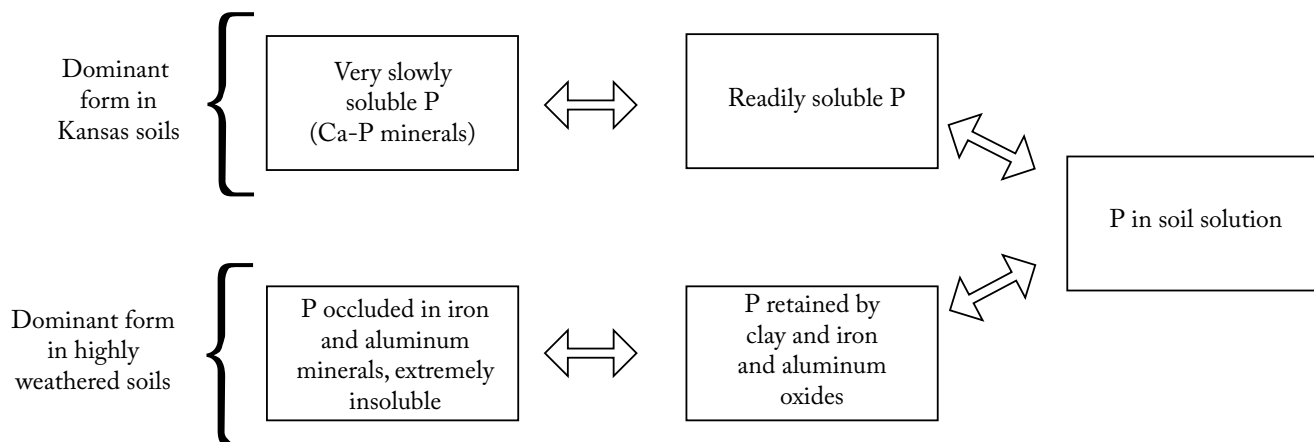 Dominant
form in
Kansas soils
Very slowly
soluble P
(Ca-P minerals)
Readily soluble P
P in soil solution
Dominant form
in highly
weathered soils
P occluded in iron
and aluminum
minerals, extremely
insoluble
P retained by
clay and iron
and aluminum
oxides